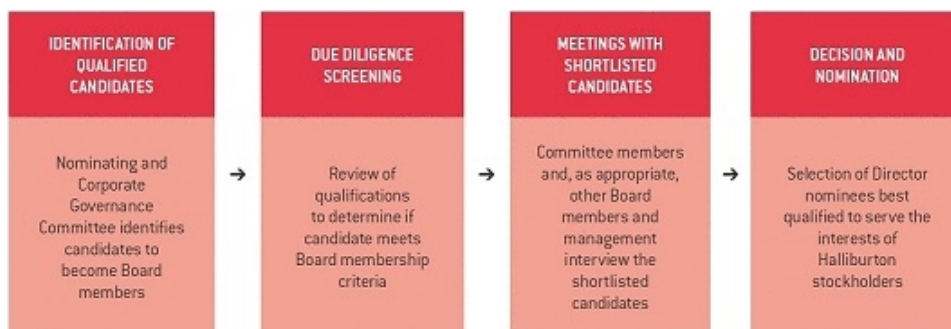 IDENTIFICATION OF
QUALIFIED
CANDIDATES
Nominating and
Corporate
Governance
Committee identifies
candidates to
become Board
members
→
DUE DILIGENCE
SCREENING
Review of
qualifications
to determine if
candidate meets
Board membership
criteria
→
MEETINGS WITH
SHORTLISTED
CANDIDATES
Committee members
and, as appropriate,
other Board
members and
management
interview the
shortlisted
candidates
→
DECISION AND
NOMINATION
Selection of Director
nominees best
qualified to serve the
interests of
Halliburton
stockholders